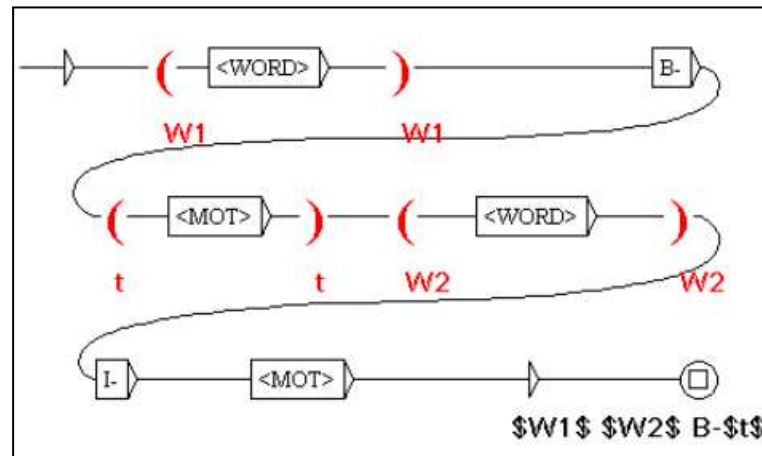 ( <WORD> ) B-
W1 W1
( <MOT> ) ( <WORD> )
t t W2 W2
I- <MOT>
$W1$ $W2$ B-$t$